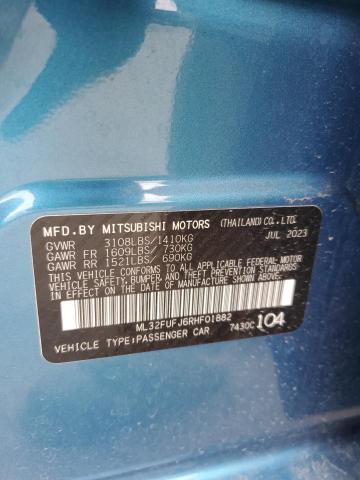 MFD.BY MITSUBISHI MOTORS (THAILAND) CO., LTD.
JUL 2023
GVWR 3108LBS/1410KG
GAWR FR 1609LBS/730KG
GAWR RR 1521LBS/690KG
THIS VEHICLE CONFORMS TO ALL APPLICABLE FEDERAL MOTOR
VEHICLE SAFETY, BUMPER, AND THEFT PREVENTION STANDARDS
IN EFFECT ON THE DATE OF MANUFACTURE SHOWN ABOVE.
ML32FUFJ6RHF01882
VEHICLE TYPE:PASSENGER CAR 7430C 104